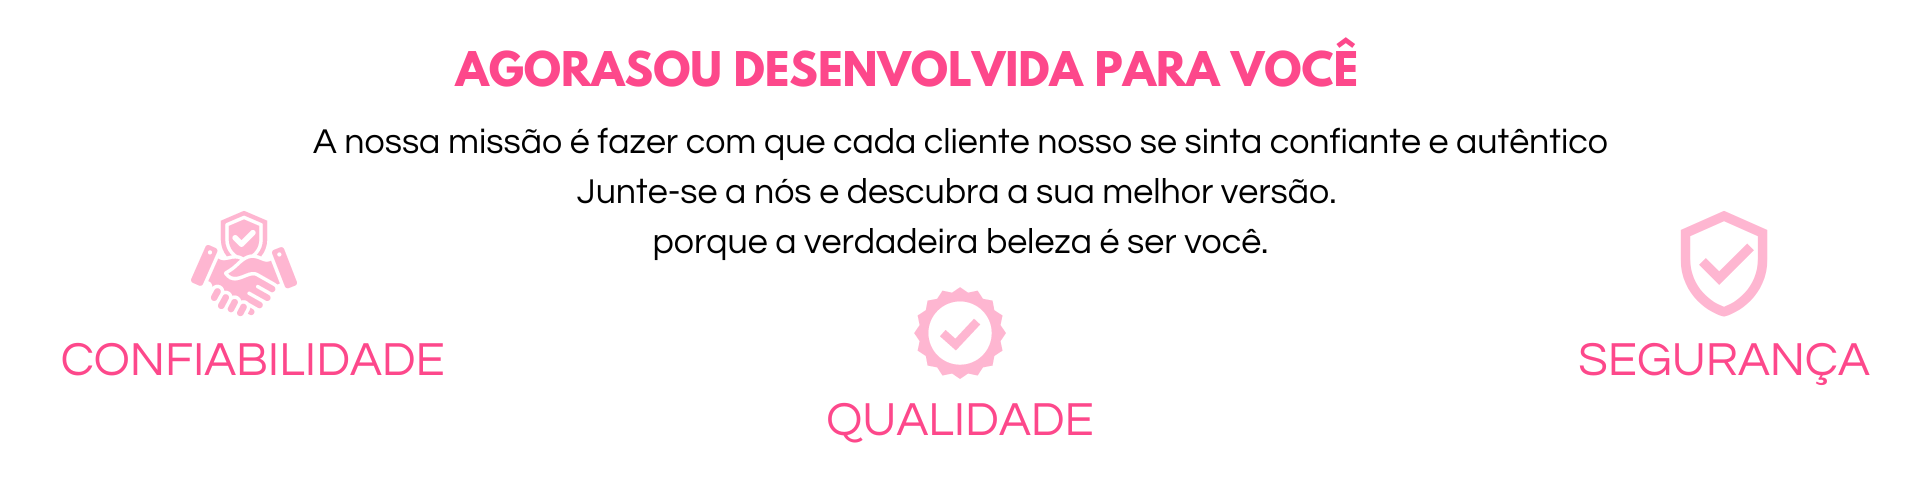 AGORASOU DESENVOLVIDA PARA VOCÊ
A nossa missão é fazer com que cada cliente nosso se sinta confiante e autêntico
Junte-se a nós e descubra a sua melhor versão.
porque a verdadeira beleza é ser você.
CONFIABILIDADE
QUALIDADE
SEGURANÇA